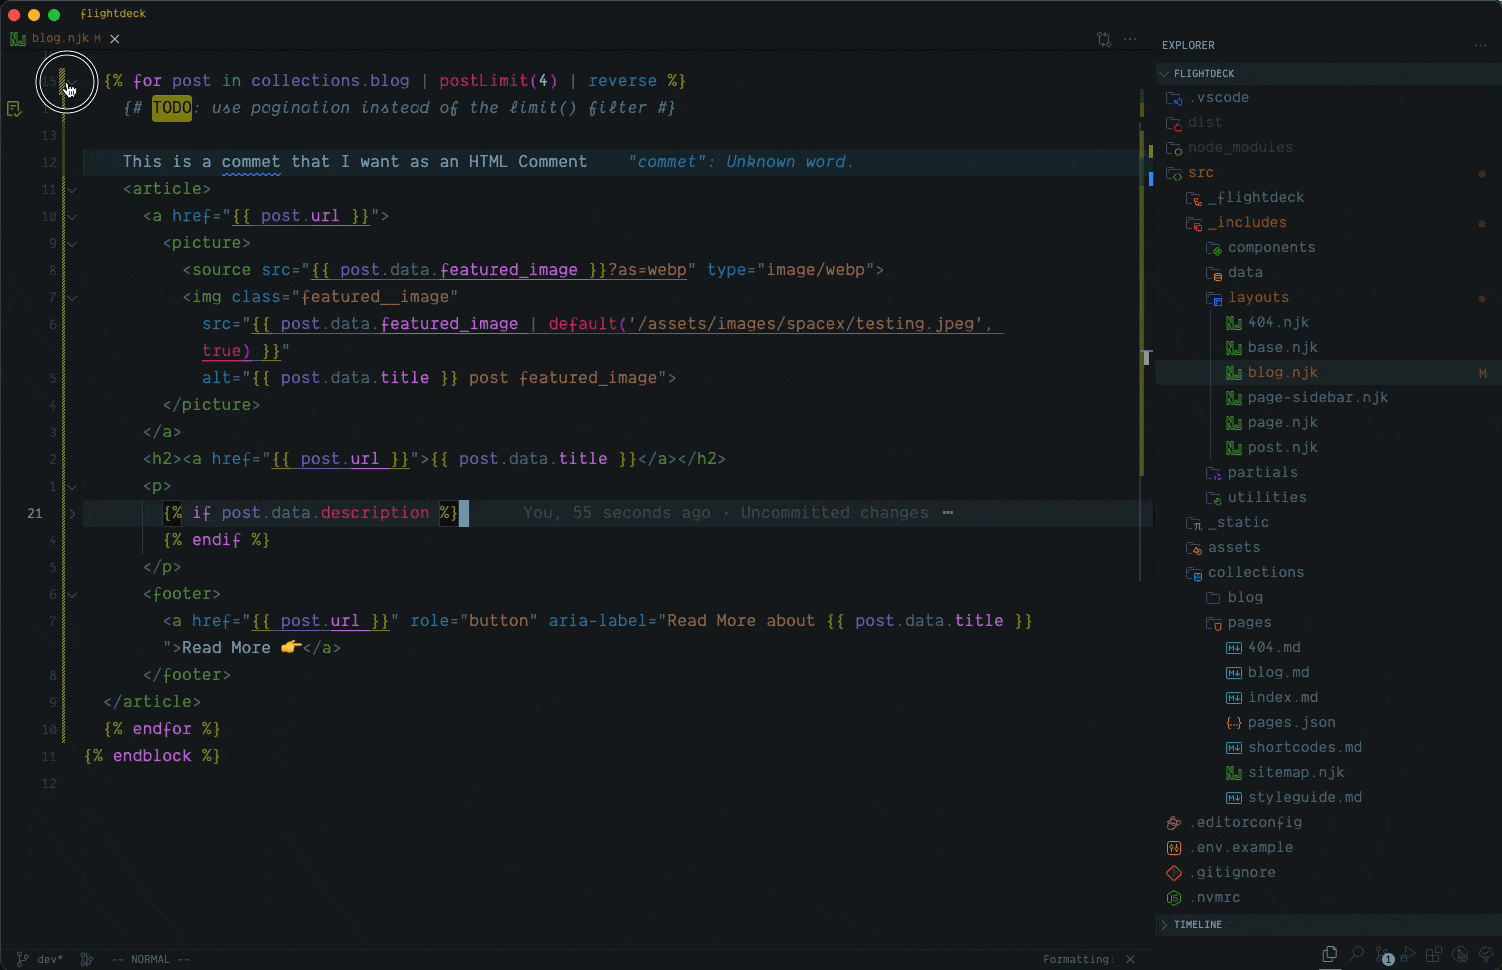 flightdeck
blog.njk M
15 {% for post in collections.blog | postLimit(4) | reverse %}
{# TODO: use pagination instead of the limit() filter #}
13
12 This is a commet that I want as an HTML Comment "commet": Unknown word.
11 <article>
10 <a href="{{ post.url }}">
9 <picture>
8 <source src="{{ post.data.featured_image }}?as=webp" type="image/webp">
7 <img class="featured__image"
6 src="{{ post.data.featured_image | default('/assets/images/spacex/testing.jpeg',
true) }}"
5 alt="{{ post.data.title }} post featured_image">
4 </picture>
3 </a>
2 <h2><a href="{{ post.url }}">{{ post.data.title }}</a></h2>
1 <p>
21 {% if post.data.description %} You, 55 seconds ago · Uncommitted changes
4 {% endif %}
5 </p>
6 <footer>
7 <a href="{{ post.url }}" role="button" aria-label="Read More about {{ post.data.title }}
">Read More 👉</a>
8 </footer>
9 </article>
10 {% endfor %}
11 {% endblock %}
12
dev*
-- NORMAL --
Formatting:
EXPLORER
FLIGHTDECK
.vscode
dist
node_modules
src
_flightdeck
_includes
components
data
layouts
404.njk
base.njk
blog.njk M
page-sidebar.njk
page.njk
post.njk
partials
utilities
_static
assets
collections
blog
pages
404.md
blog.md
index.md
pages.json
shortcodes.md
sitemap.njk
styleguide.md
.editorconfig
.env.example
.gitignore
.nvmrc
TIMELINE
1